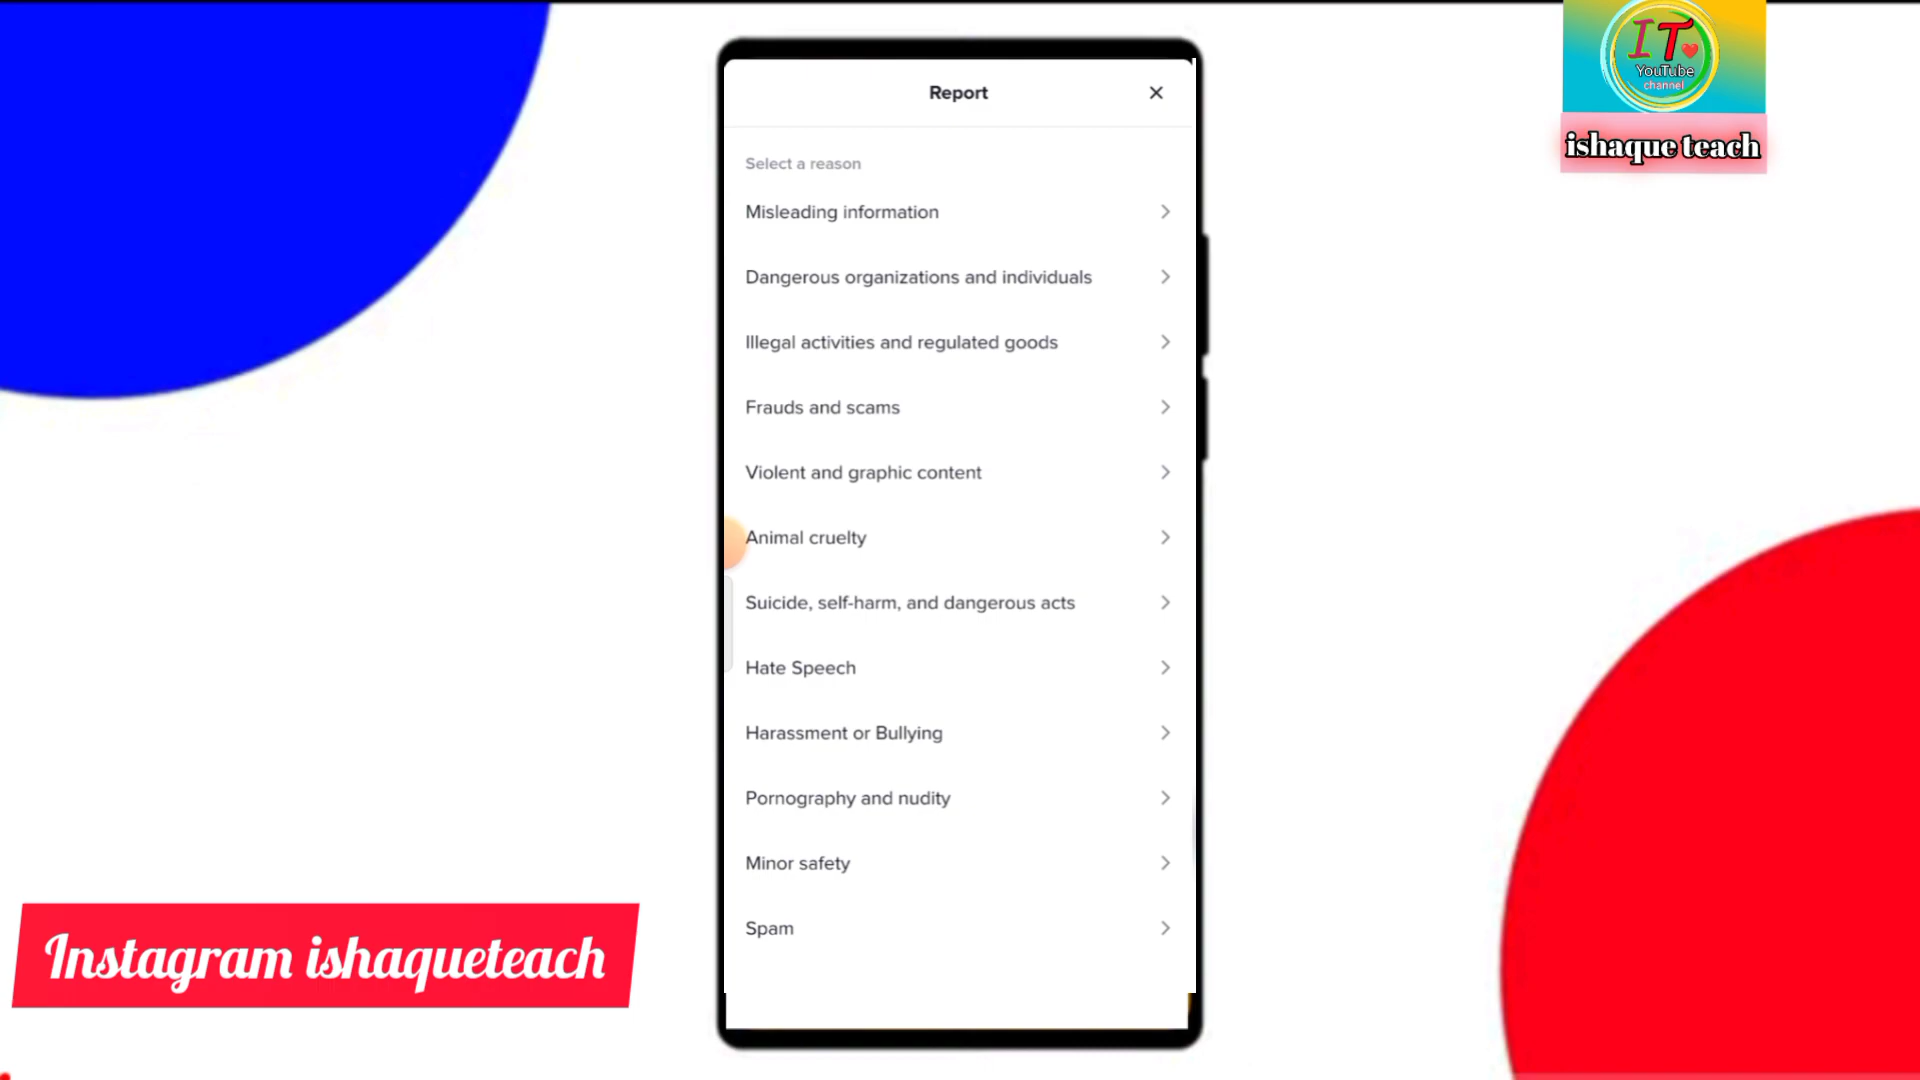 Report
Select a reason
Misleading information
Dangerous organizations and individuals
Illegal activities and regulated goods
Frauds and scams
Violent and graphic content
Animal cruelty
Suicide, self-harm, and dangerous acts
Hate Speech
Harassment or Bullying
Pornography and nudity
Minor safety
Spam
IT
YouTube
channel
ishaque teach
Instagram ishaqueteach